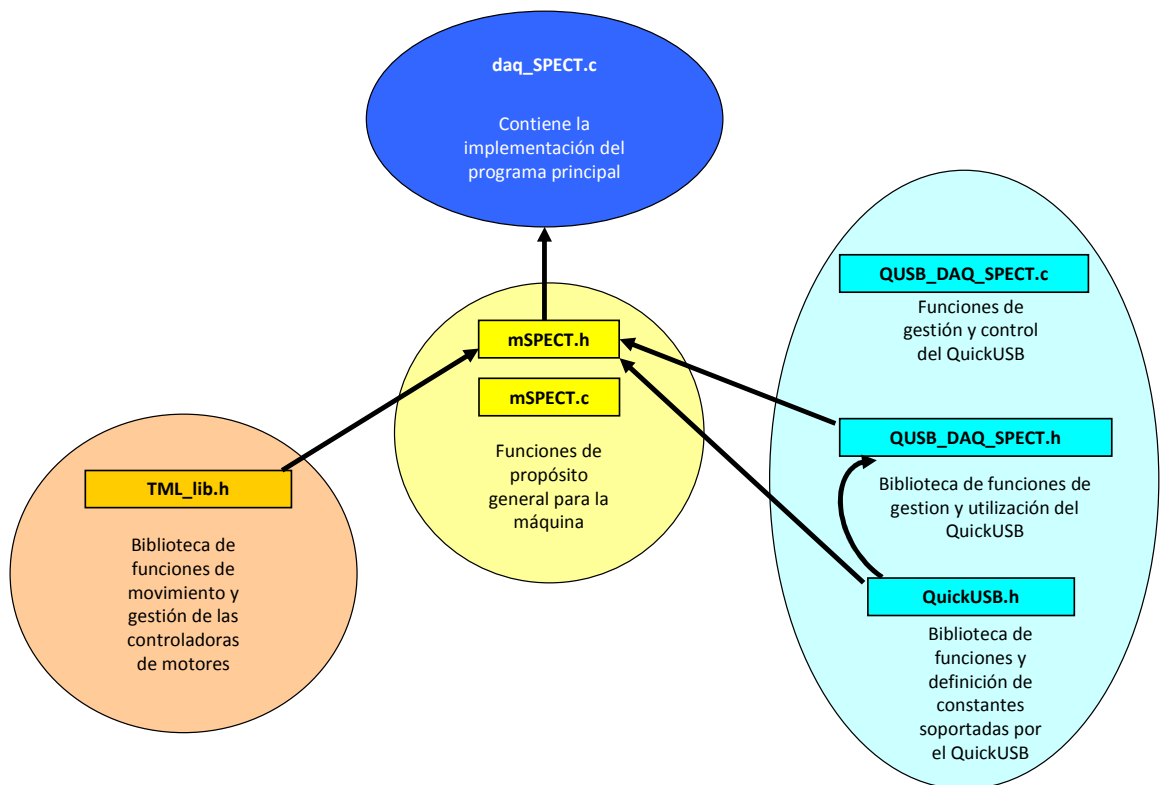 daq_SPECT.c
Contiene la
implementación del
programa principal
mSPECT.h
mSPECT.c
Funciones de
propósito
general para la
máquina
TML_lib.h
Biblioteca de
funciones de
movimiento y
gestión de las
controladoras
de motores
QUSB_DAQ_SPECT.c
Funciones de
gestión y control
del QuickUSB
QUSB_DAQ_SPECT.h
Biblioteca de funciones de
gestion y utilización del
QuickUSB
QuickUSB.h
Biblioteca de
funciones y
definición de
constantes
soportadas por
el QuickUSB